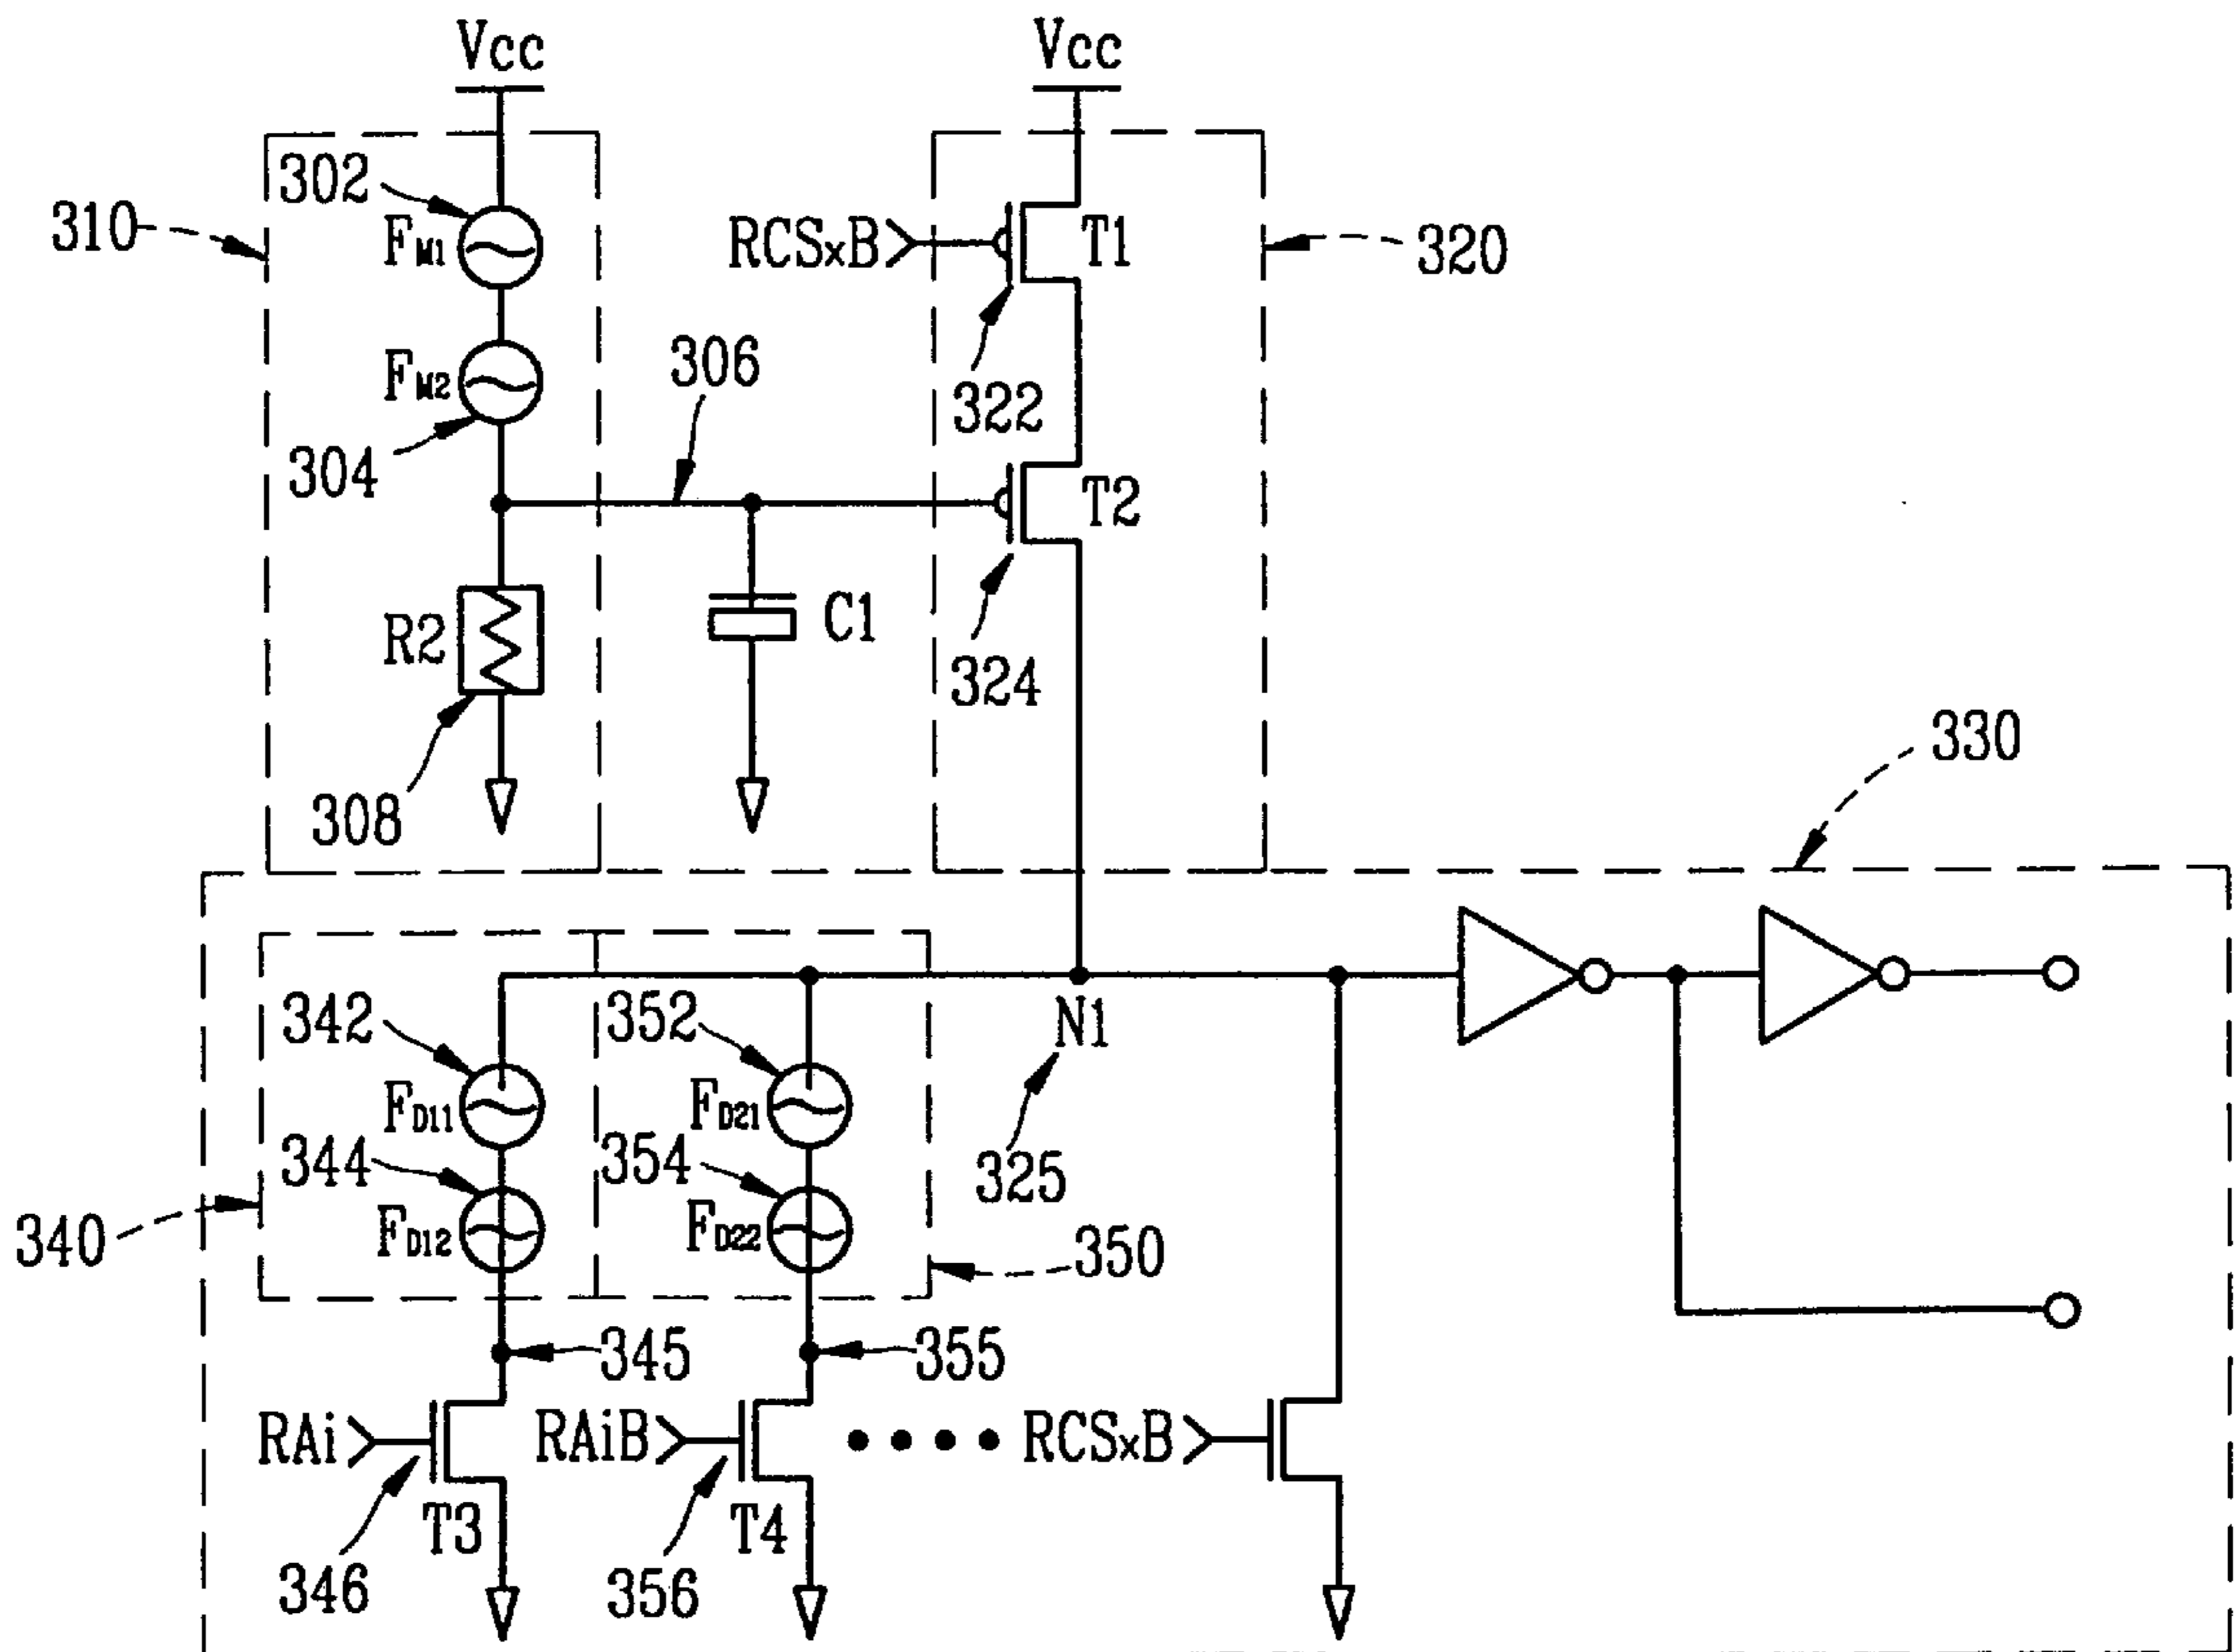 Vcc
Vcc
302
310
FM1
RCSxB
T1
320
FM2
306
322
304
T2
R2
C1
324
330
308
342
352
N1
FD11
FD21
344
354
325
340
FD12
FD22
350
345
355
RAi
RAiB
RCSxB
T3
T4
346
356